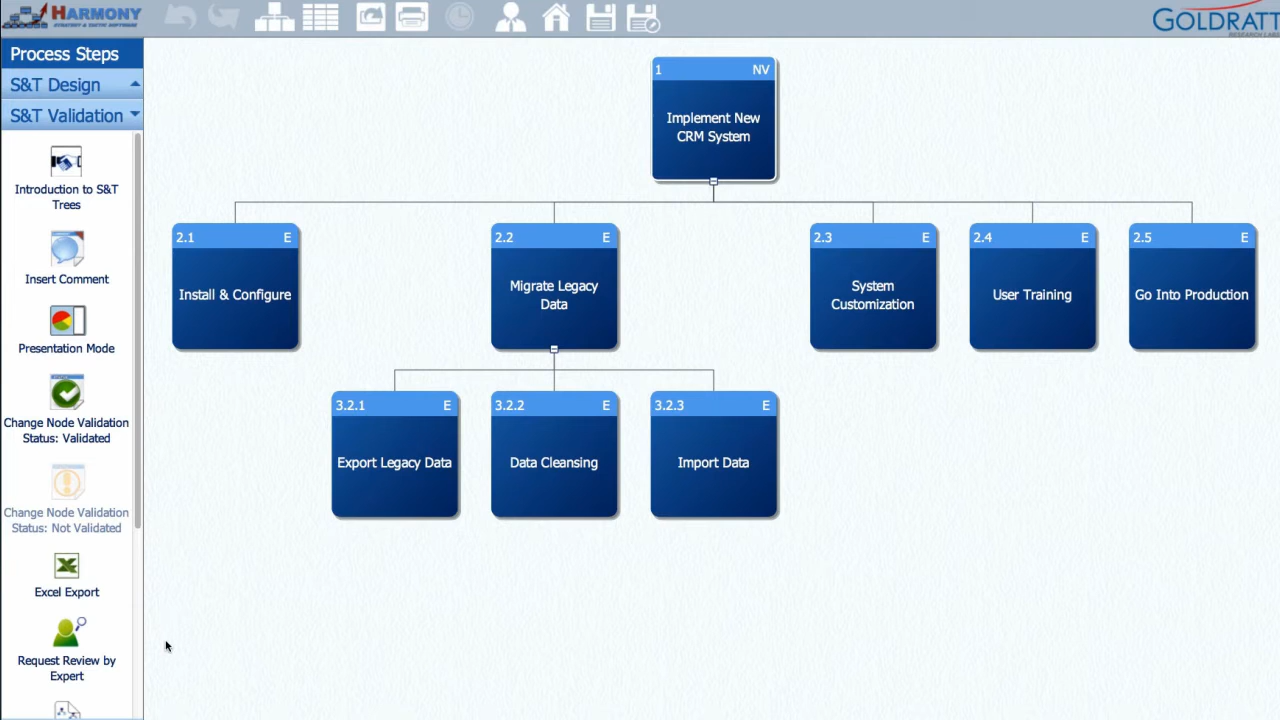 HARMONY
STRATEGY & TACTIC SOFTWARE
GOLDRATT
RESEARCH LABS
Process Steps
S&T Design
S&T Validation
Introduction to S&T
Trees
Insert Comment
Presentation Mode
Change Node Validation
Status: Validated
Change Node Validation
Status: Not Validated
Excel Export
Request Review by
Expert
1 NV
Implement New
CRM System
2.1 E
Install & Configure
2.2 E
Migrate Legacy
Data
2.3 E
System
Customization
2.4 E
User Training
2.5 E
Go Into Production
3.2.1 E
Export Legacy Data
3.2.2 E
Data Cleansing
3.2.3 E
Import Data